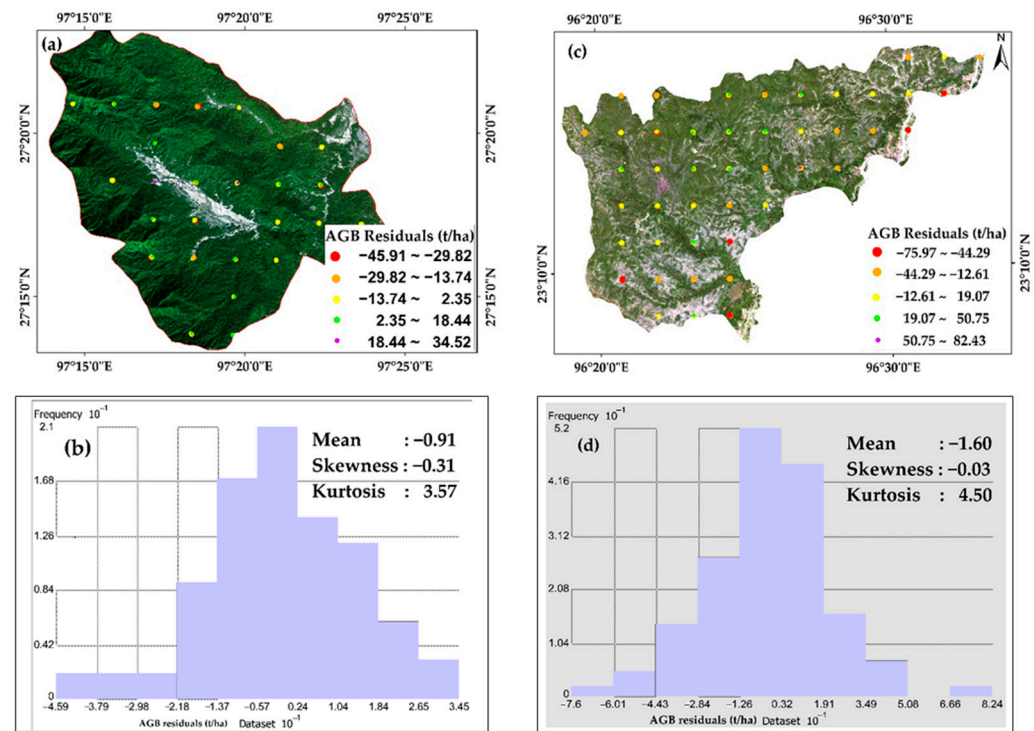 97°15'0"E 97°20'0"E
96°20'0"E 96°30'0"E
(a)
(c)
N
27°20'0"N
27°20'0"N
27°15'0"N
27°15'0"N
AGB Residuals (t/ha)
−45.91 ~ −29.82
−29.82 ~ −13.74
−13.74 ~ 2.35
2.35 ~ 18.44
18.44 ~ 34.52
97°15'0"E 97°20'0"E 97°25'0"E
23°10'0"N
23°10'0"N
AGB Residuals (t/ha)
−75.97 ~ −44.29
−44.29 ~ −12.61
−12.61 ~ 19.07
19.07 ~ 50.75
50.75 ~ 82.43
96°20'0"E 96°30'0"E
Frequency 10⁻¹
2.1
1.68
1.26
0.84
0.42
0
(b)
Mean : −0.91
Skewness : −0.31
Kurtosis : 3.57
−4.59 −3.79 −2.98 −2.18 −1.37 −0.57 0.24 1.04 1.84 2.65 3.45
AGB residuals (t/ha) Dataset 10⁻¹
Frequency 10⁻¹
5.2
4.16
3.12
2.08
1.04
0
(d)
Mean : −1.60
Skewness : −0.03
Kurtosis : 4.50
−7.6 −6.01 −4.43 −2.84 −1.26 0.32 1.91 3.49 5.08 6.66 8.24
AGB residuals (t/ha) Dataset 10⁻¹